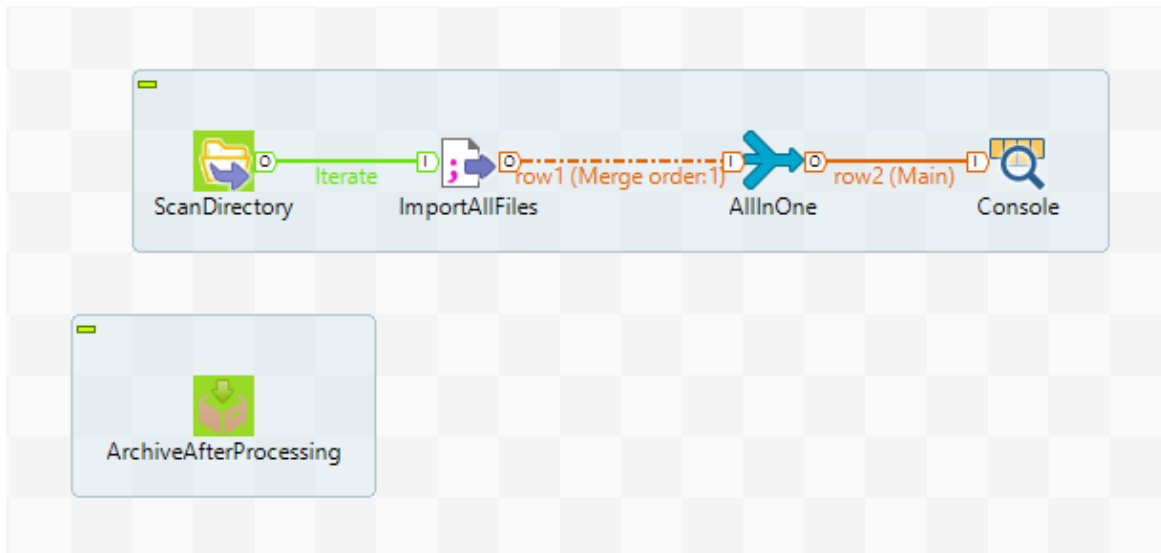 O Iterate I O row1 (Merge order:1) I O row2 (Main) I
ScanDirectory ImportAllFiles AllInOne Console
ArchiveAfterProcessing